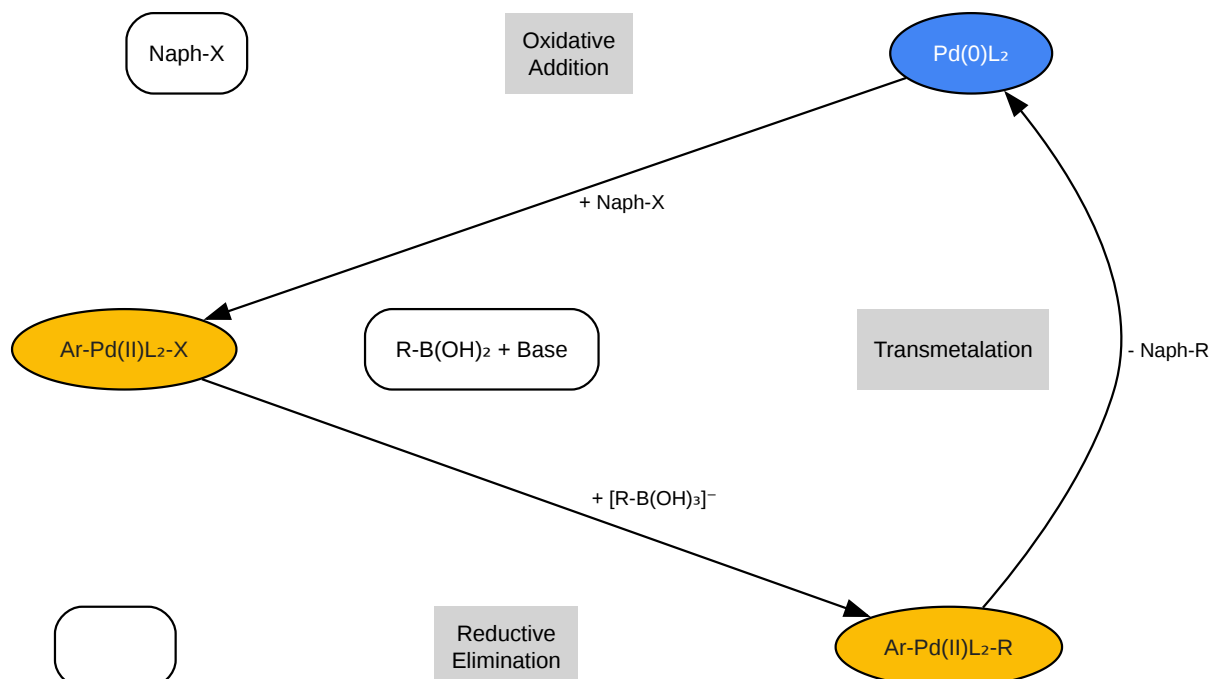 Naph-X
Oxidative
Addition
Pd(0)L₂
+ Naph-X
Ar-Pd(II)L₂-X
R-B(OH)₂ + Base
Transmetalation
- Naph-R
+ [R-B(OH)₃]⁻
Reductive
Elimination
Ar-Pd(II)L₂-R